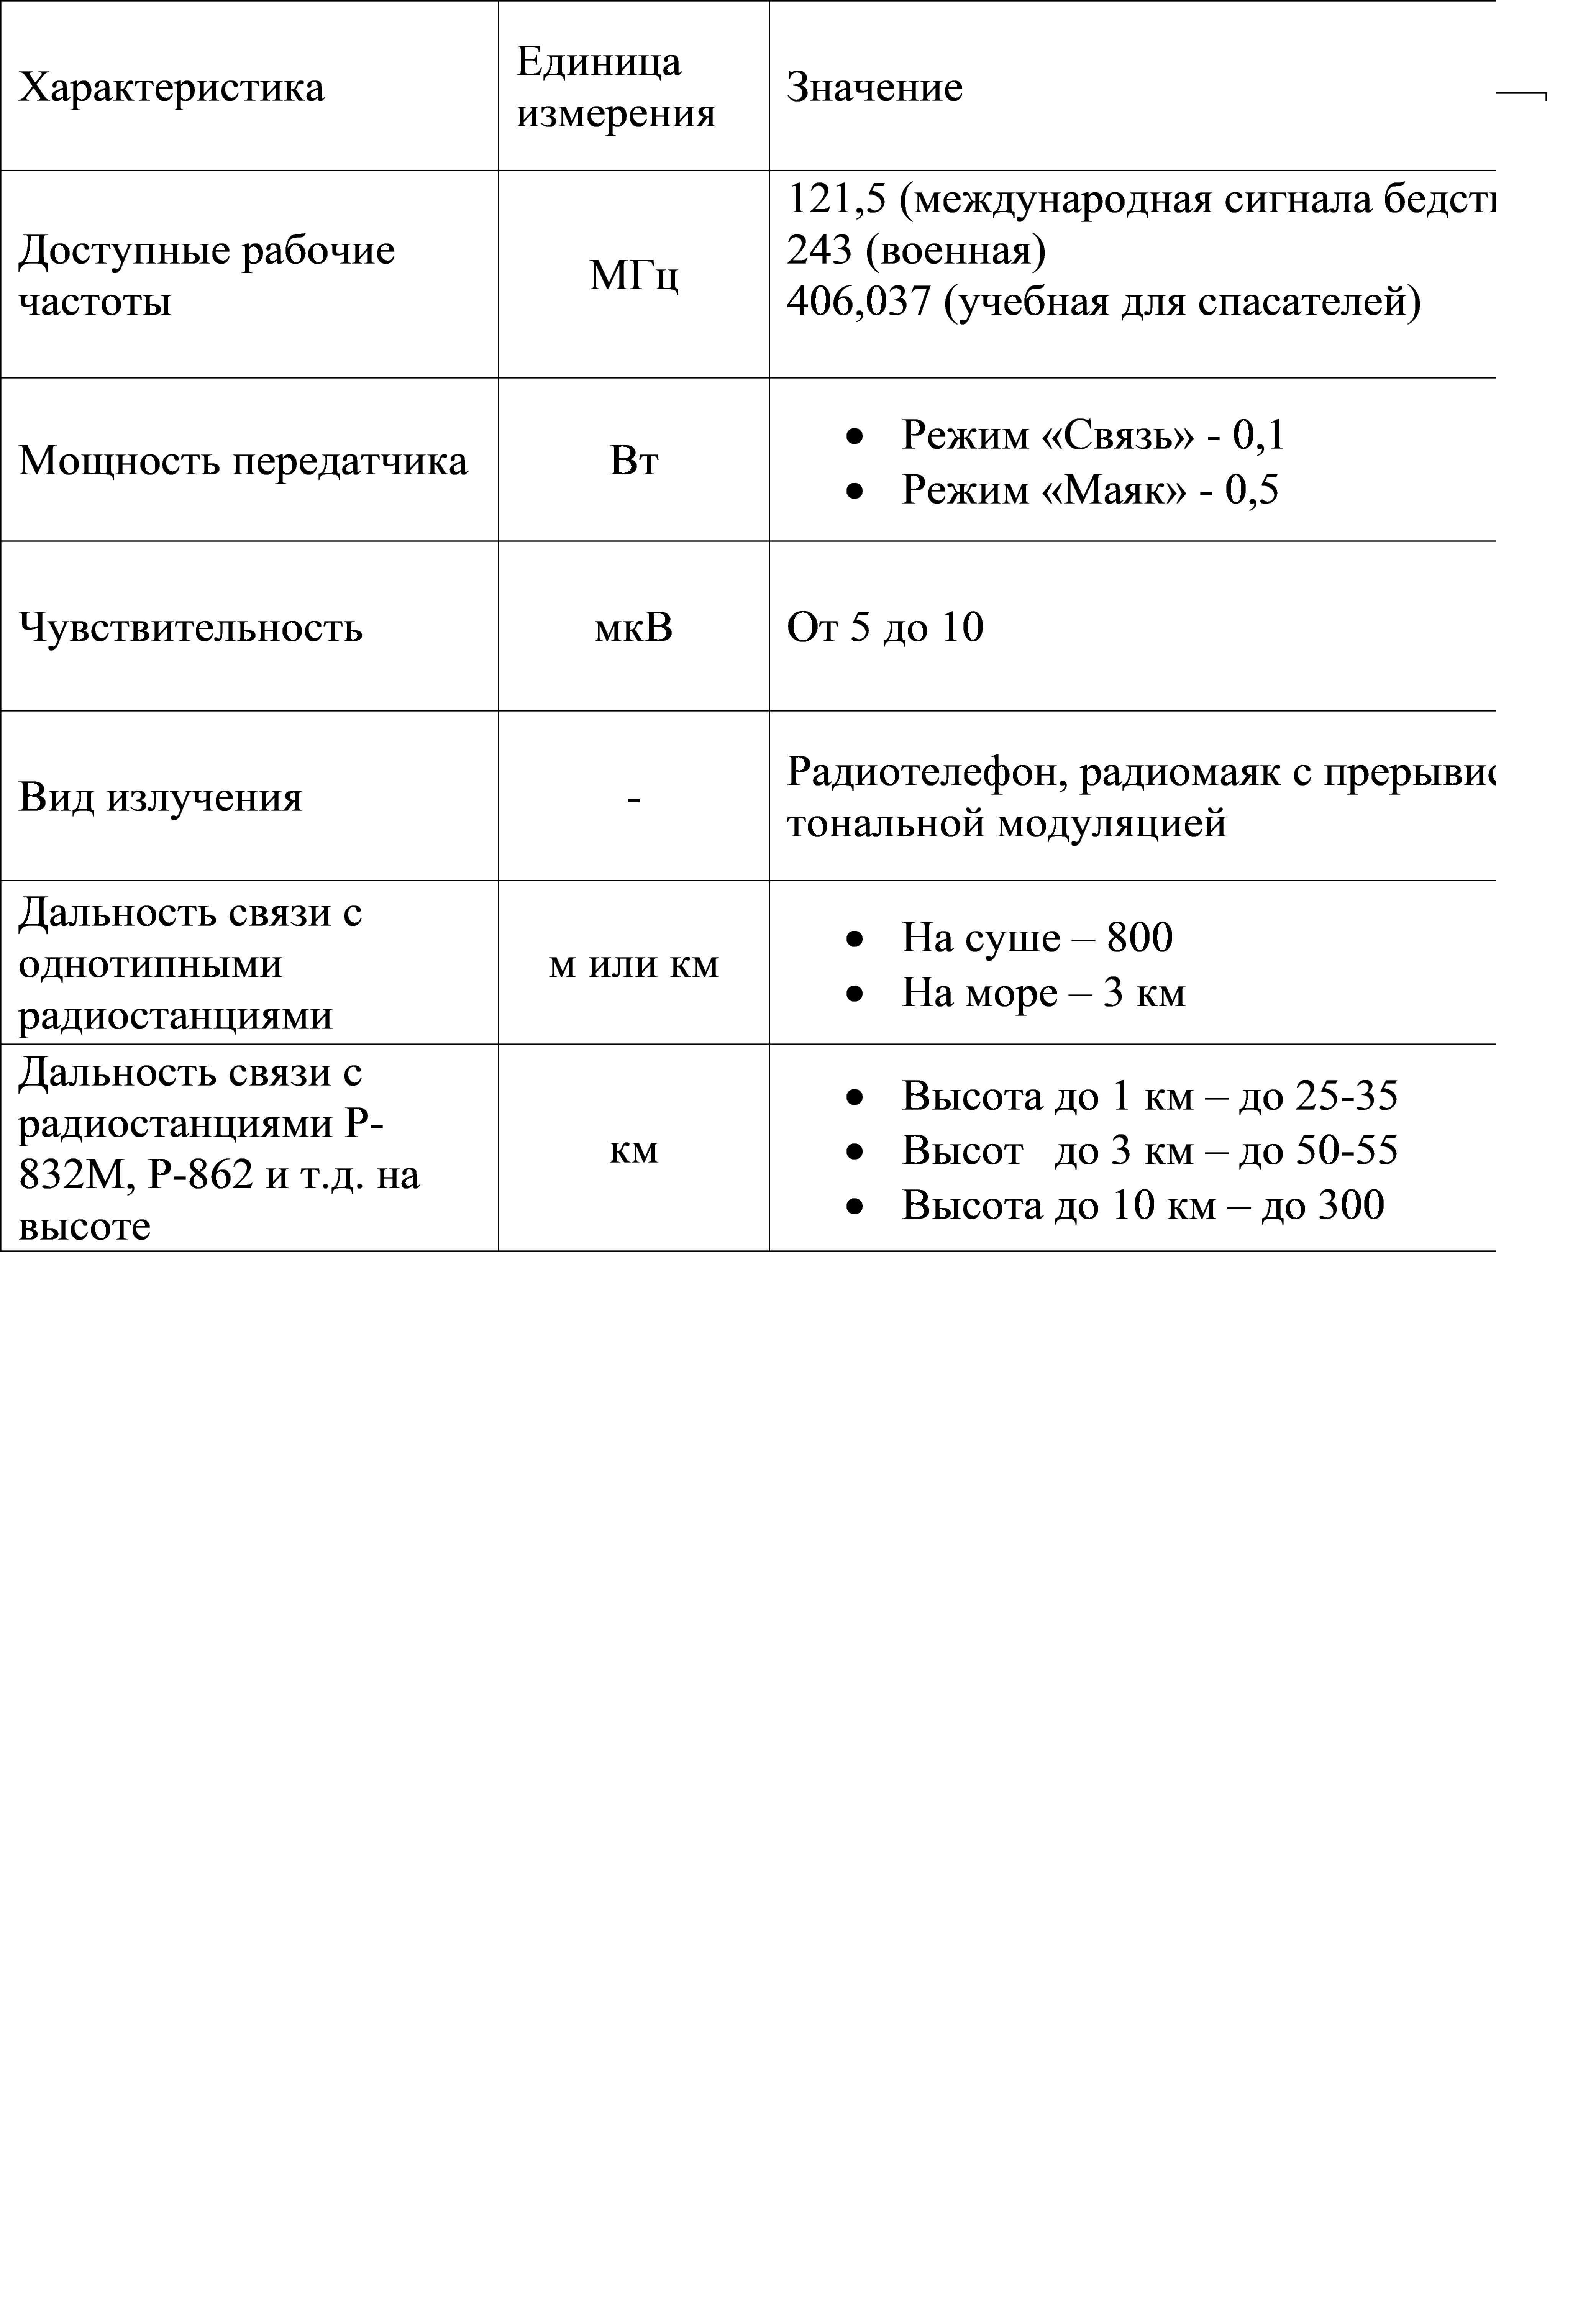 Характеристика
Единица
измерения
Значение
Доступные рабочие
частоты
МГц
121,5 (международная сигнала
243 (военная)
406,037 (учебная для спасателей)
Мощность передатчика
Вт
• Режим «Связь» - 0,1
• Режим «Маяк» - 0,5
Чувствительность
мкВ
От 5 до 10
Вид излучения
-
Радиотелефон, радиомаяк с
тональной модуляцией
Дальность связи с
однотипными
радиостанциями
м или км
• На суше – 800
• На море – 3 км
Дальность связи с
радиостанциями Р-
832М, Р-862 и т.д. на
высоте
км
• Высота до 1 км – до 25-35
• Высот до 3 км – до 50-55
• Высота до 10 км – до 300